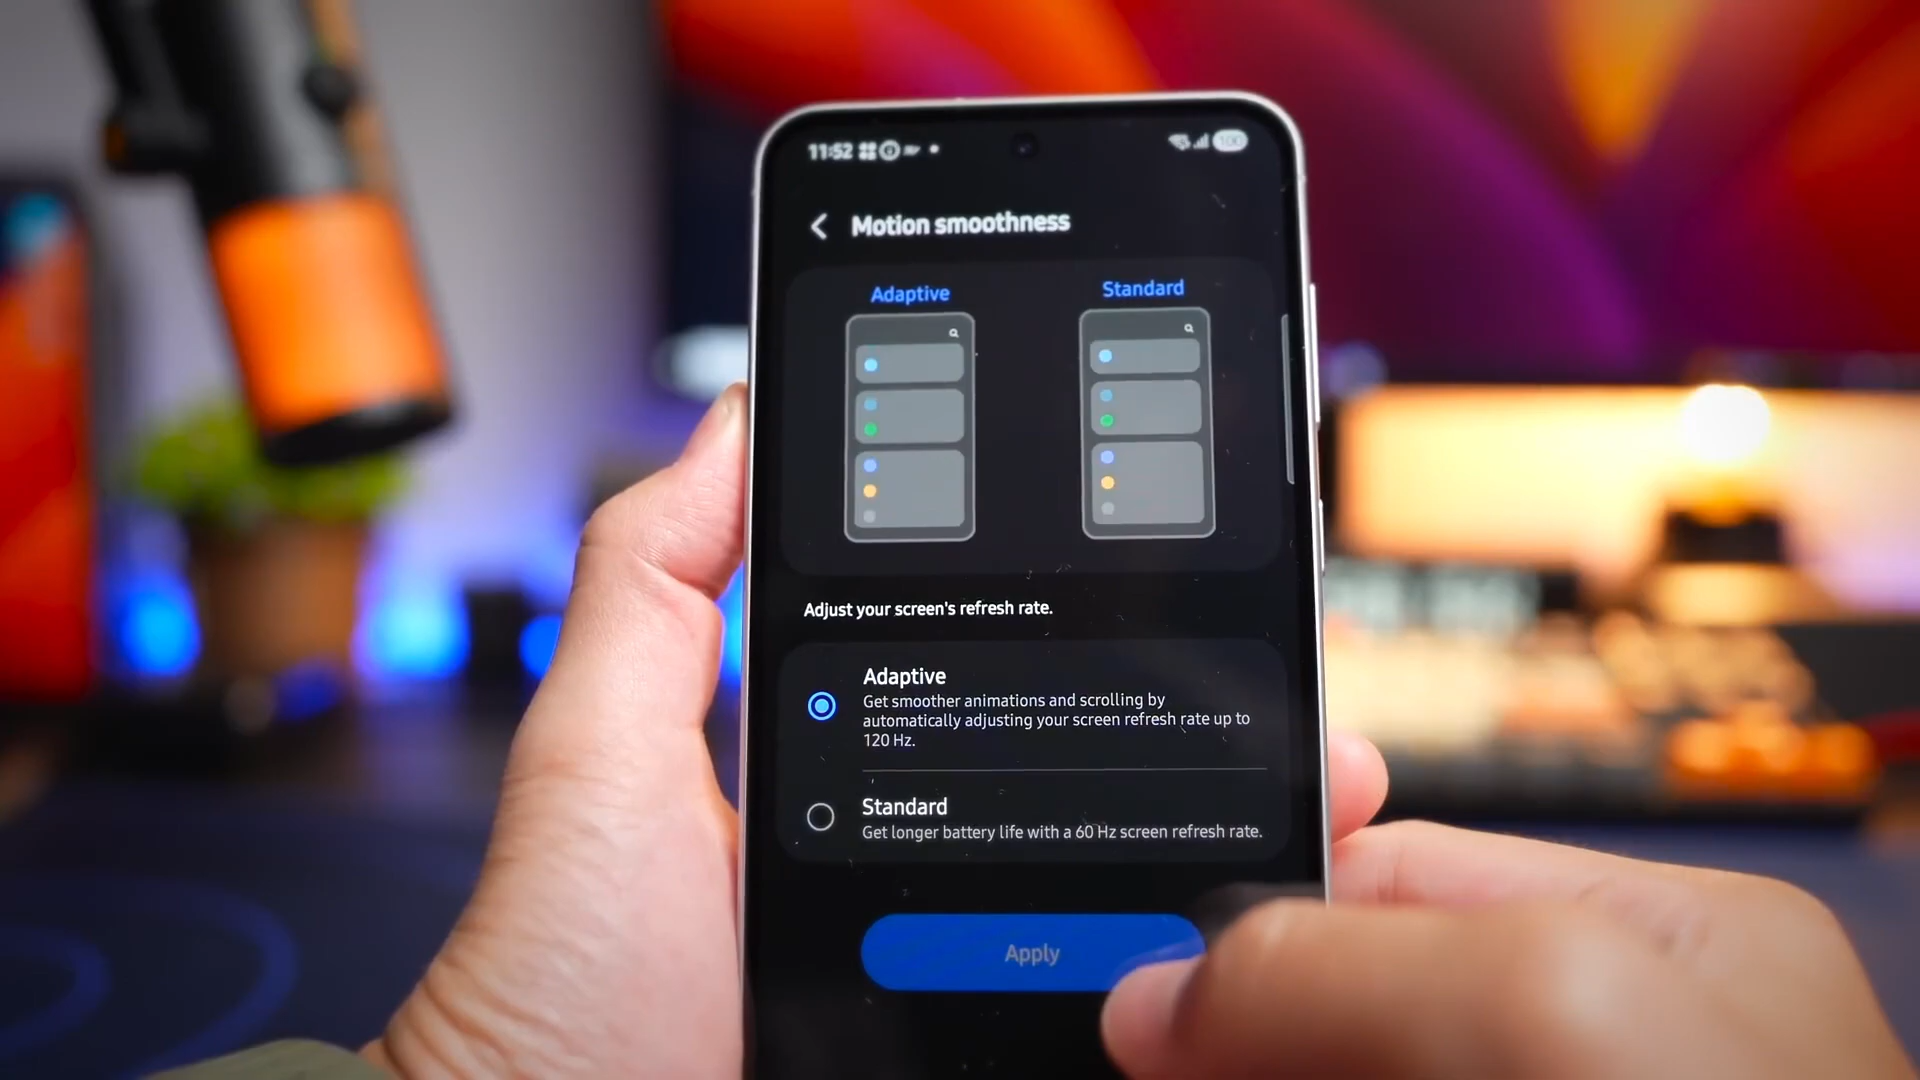 11:52
100
Motion smoothness
Adaptive
Standard
Adjust your screen's refresh rate.
Adaptive
Get smoother animations and scrolling by
automatically adjusting your screen refresh rate up to
120 Hz.
Standard
Get longer battery life with a 60 Hz screen refresh rate.
Apply